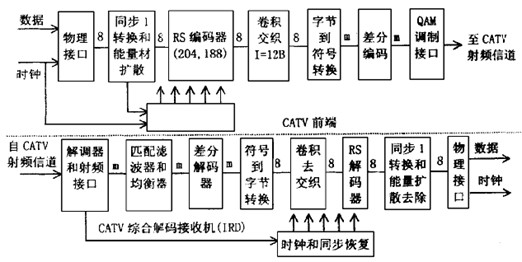 数据
时钟
物理
接口
8
同步 1
转换和
能量材
扩散
8
RS 编码器
(204,188)
8
卷积
交织
I=12B
8
字节
到
符号
转换
m
差分
编码
m
QAM
调制
接口
至 CATV
射频信道
CATV 前端
自 CATV
射频信道
解调器
和射频
接口
m
匹配滤
波器和
均衡器
m
差分
解码
器
m
符号
到
字节
转换
8
卷积
去
交织
8
RS
解
码
器
8
同步 1
转换和
能量扩
散去除
8
物
理
接
口
数据
时钟
CATV 综合解码接收机(IRD)
时钟和同步恢复